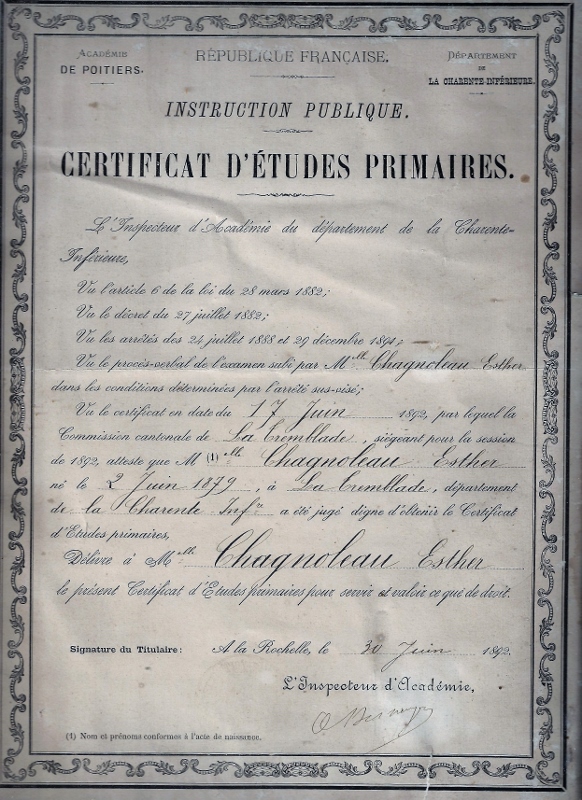 ACADÉMIE
DE POITIERS.
RÉPUBLIQUE FRANÇAISE.
DÉPARTEMENT
DE
LA CHARENTE-INFÉRIEURE.
INSTRUCTION PUBLIQUE.
CERTIFICAT D'ÉTUDES PRIMAIRES.
L'Inspecteur d'Académie du département de la Charente-
Inférieure,
Vu l'article 6 de la loi du 28 mars 1882;
Vu le décret du 27 juillet 1882;
Vu les arrêtés des 24 juillet 1888 et 29 décembre 1891;
Vu le procès-verbal de l'examen subi par Mlle Chagnoleau Esther
dans les conditions déterminées par l'arrêté sus-visé;
Vu le certificat en date du 17 Juin 1892, par lequel la
Commission cantonale de La Tremblade, siégeant pour la session
de 1892, atteste que M (1) elle Chagnoleau Esther
né le 2 Juin 1879, à La Tremblade, département
de la Charente Infre a été jugé digne d'obtenir le Certificat
d'Etudes primaires,
Délivre à Melle Chagnoleau Esther
le présent Certificat d'Etudes primaires pour servir et valoir ce que de droit.
Signature du Titulaire: A la Rochelle, le 30 Juin 1892.
L'Inspecteur d'Académie,
(1) Nom et prénoms conformes à l'acte de naissance.